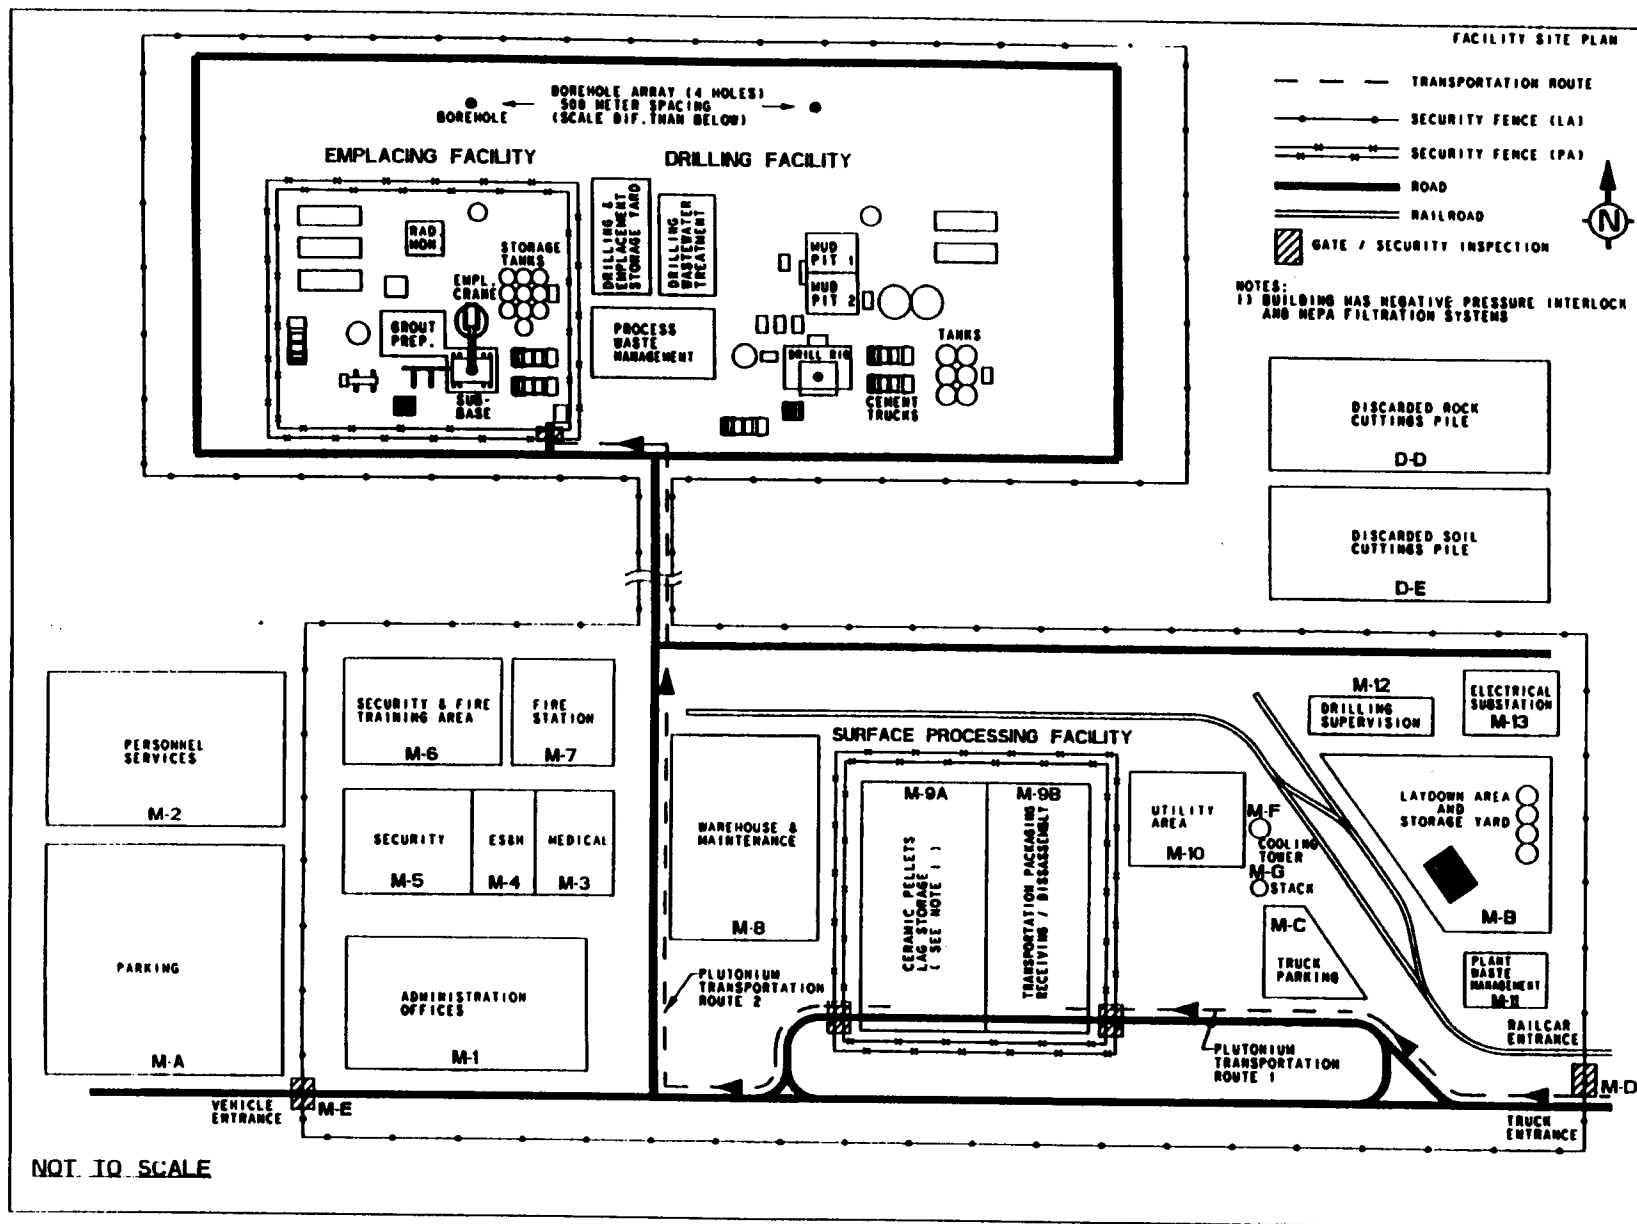 FACILITY SITE PLAN
TRANSPORTATION ROUTE
SECURITY FENCE (LA)
SECURITY FENCE (PA)
ROAD
RAILROAD
GATE / SECURITY INSPECTION
N
NOTES:
1) BUILDING HAS NEGATIVE PRESSURE INTERLOCK
AND HEPA FILTRATION SYSTEMS
BOREHOLE ARRAY (4 HOLES)
500 METER SPACING
(SCALE DIF. THAN BELOW)
BOREHOLE
EMPLACING FACILITY
DRILLING FACILITY
RAD
MON.
STORAGE
TANKS
EMPL.
CRANE
GROUT
PREP.
SUB-
BASE
DRILLING &
EMPLACEMENT
STORAGE YARD
DRILLING
WASTEWATER
TREATMENT
PROCESS
WASTE
MANAGEMENT
MUD
PIT 1
MUD
PIT 2
DRILL RIG
TANKS
CEMENT
TRUCKS
DISCARDED ROCK
CUTTINGS PILE
D-D
DISCARDED SOIL
CUTTINGS PILE
D-E
PERSONNEL
SERVICES
M-2
PARKING
M-A
SECURITY & FIRE
TRAINING AREA
M-6
FIRE
STATION
M-7
SECURITY
M-5
ES&H
M-4
MEDICAL
M-3
ADMINISTRATION
OFFICES
M-1
VEHICLE
ENTRANCE
M-E
WAREHOUSE &
MAINTENANCE
M-8
PLUTONIUM
TRANSPORTATION
ROUTE 2
SURFACE PROCESSING FACILITY
M-9A
CERAMIC PELLETS
LAG STORAGE
( SEE NOTE 1 )
M-9B
TRANSPORTATION PACKAGING
RECEIVING / DISSASSEMBLY
UTILITY
AREA
M-10
M-F
COOLING
TOWER
M-G
STACK
M-C
TRUCK
PARKING
M-12
DRILLING
SUPERVISION
ELECTRICAL
SUBSTATION
M-13
LAYDOWN AREA
AND
STORAGE YARD
M-B
PLANT
WASTE
MANAGEMENT
M-11
RAILCAR
ENTRANCE
M-D
PLUTONIUM
TRANSPORTATION
ROUTE 1
TRUCK
ENTRANCE
NOT TO SCALE